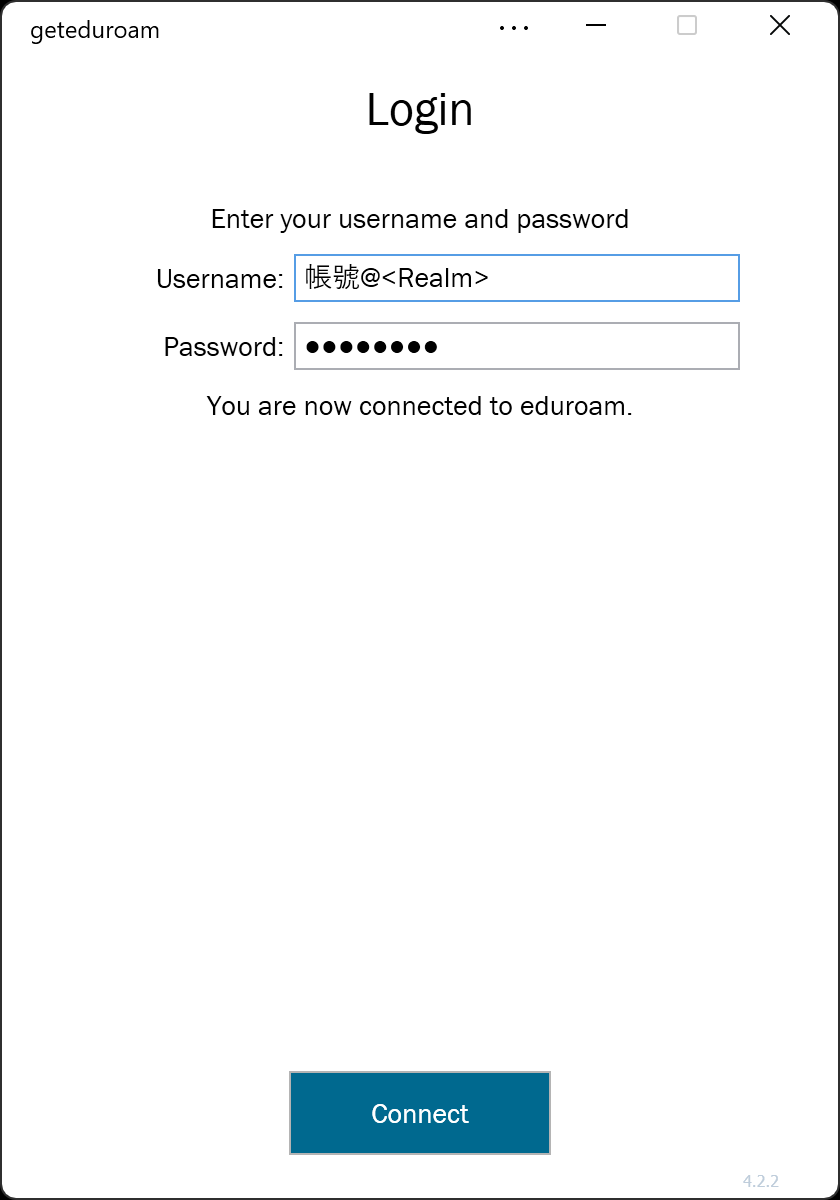 geteduroam
Login
Enter your username and password
Username: 帳號@<Realm>
Password: ●●●●●●●●
You are now connected to eduroam.
Connect
4.2.2